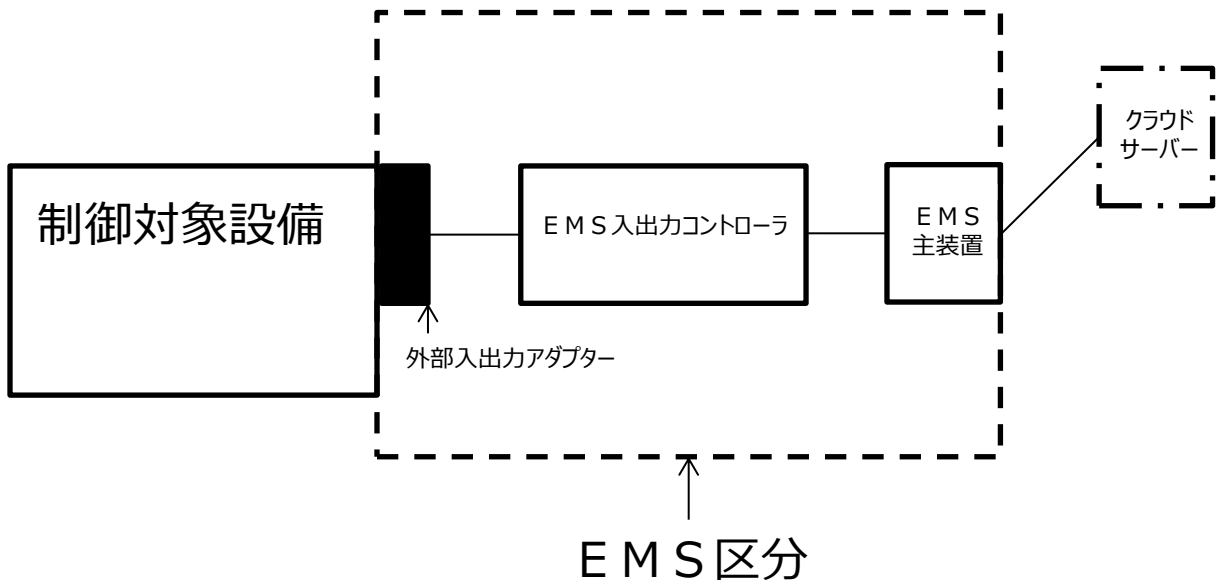 クラウド
サーバー
制御対象設備
ＥＭＳ入出力コントローラ
ＥＭＳ
主装置
外部入出力アダプター
ＥＭＳ区分